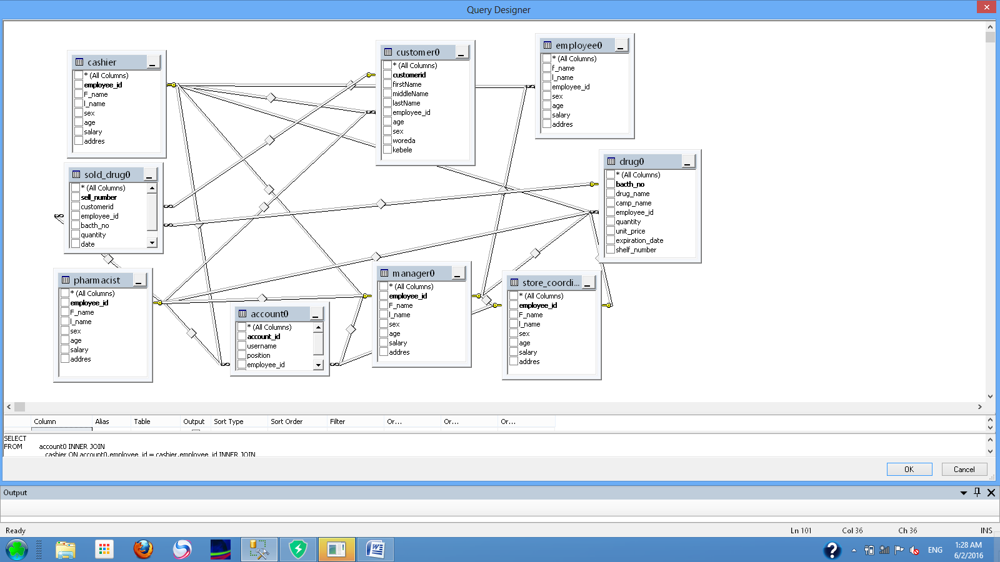 Query Designer
cashier
* (All Columns)
employee_id
F_name
l_name
sex
age
salary
addres
customer0
* (All Columns)
customerid
firstName
middleName
lastName
employee_id
age
sex
woreda
kebele
employee0
* (All Columns)
f_name
l_name
employee_id
sex
age
salary
addres
sold_drug0
* (All Columns)
sell_number
customerid
employee_id
bacth_no
quantity
date
drug0
* (All Columns)
bacth_no
drug_name
camp_name
employee_id
quantity
unit_price
expiration_date
shelf_number
pharmacist
* (All Columns)
employee_id
F_name
l_name
sex
age
salary
addres
account0
* (All Columns)
account_id
username
position
employee_id
manager0
* (All Columns)
employee_id
F_name
l_name
sex
age
salary
addres
store_coordi...
* (All Columns)
employee_id
F_name
l_name
sex
age
salary
addres
Column Alias Table Output Sort Type Sort Order Filter Or... Or... Or...
SELECT
FROM account0 INNER JOIN
cashier ON account0.employee_id = cashier.employee_id INNER JOIN
OK Cancel
Output
Ready Ln 101 Col 36 Ch 36 INS
ENG 1:28 AM
6/2/2016